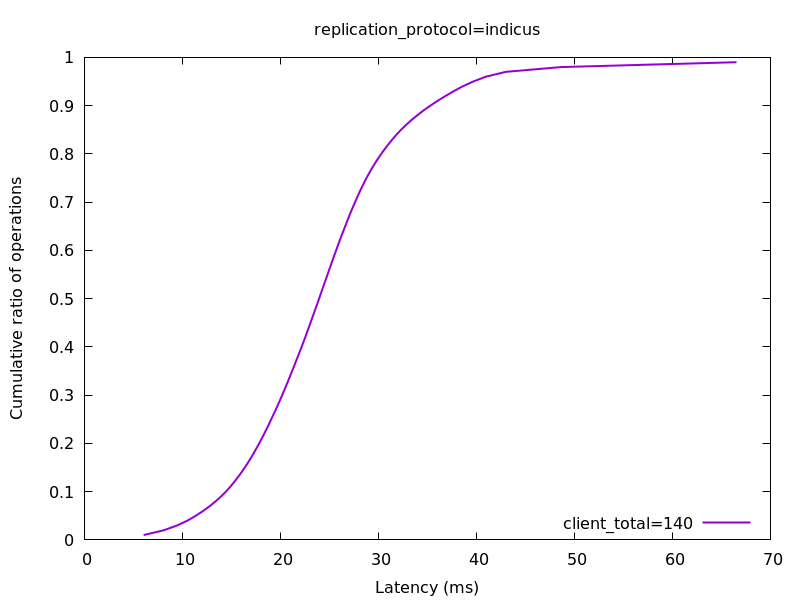 replication_protocol=indicus
1
0.9
0.8
0.7
0.6
0.5
0.4
0.3
0.2
0.1
0
Cumulative ratio of operations
client_total=140
0 10 20 30 40 50 60 70
Latency (ms)